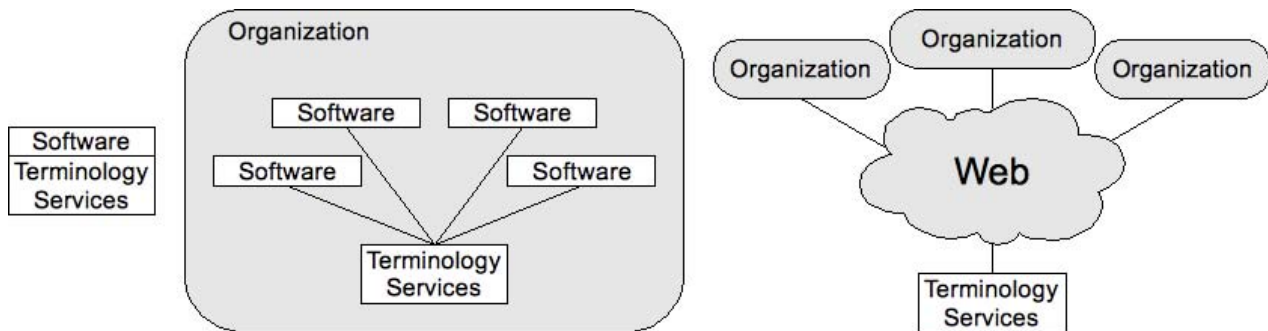 Software
Terminology
Services
Organization
Software
Software
Software
Software
Terminology
Services
Organization
Organization
Organization
Web
Terminology
Services